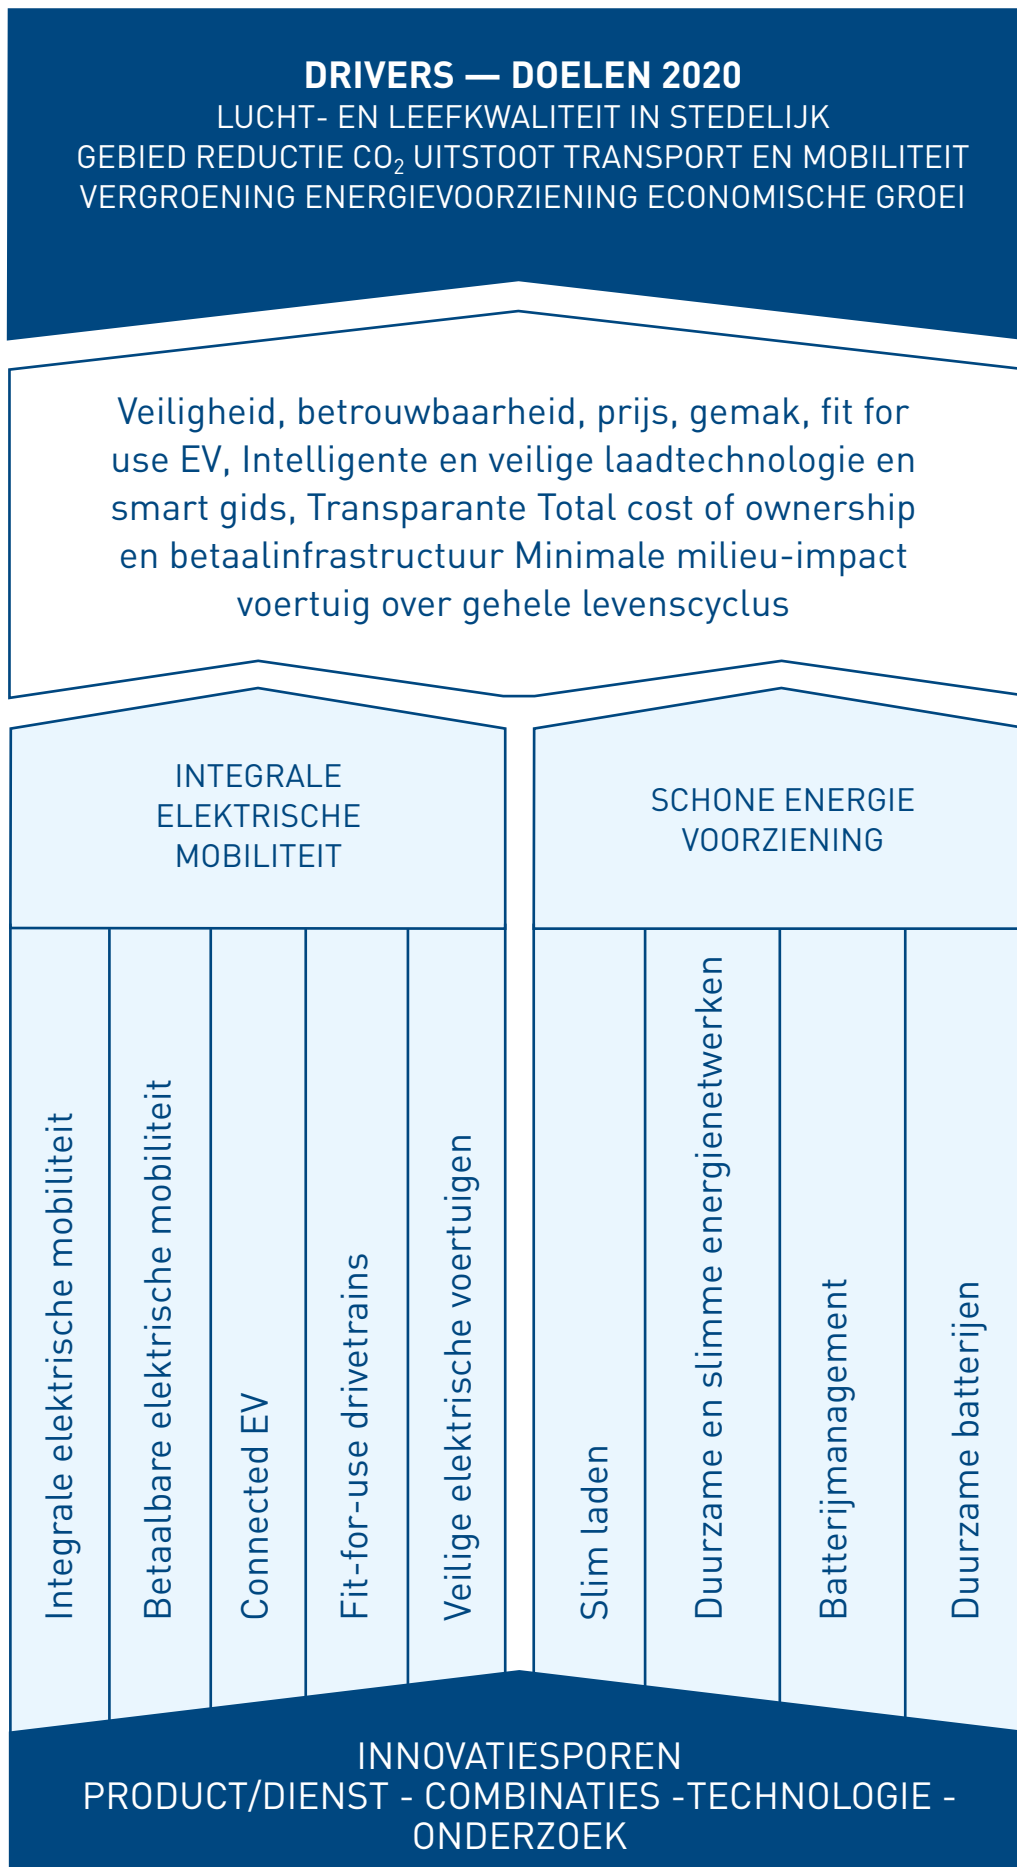 DRIVERS — DOELEN 2020
LUCHT- EN LEEFKWALITEIT IN STEDELIJK
GEBIED REDUCTIE CO₂ UITSTOOT TRANSPORT EN MOBILITEIT
VERGROENING ENERGIEVOORZIENING ECONOMISCHE GROEI
Veiligheid, betrouwbaarheid, prijs, gemak, fit for
use EV, Intelligente en veilige laadtechnologie en
smart gids, Transparante Total cost of ownership
en betaalinfrastructuur Minimale milieu-impact
voertuig over gehele levenscyclus
INTEGRALE
ELEKTRISCHE
MOBILITEIT
SCHONE ENERGIE
VOORZIENING
Integrale elektrische mobiliteit
Betaalbare elektrische mobiliteit
Connected EV
Fit-for-use drivetrains
Veilige elektrische voertuigen
Slim laden
Duurzame en slimme energienetwerken
Batterijmanagement
Duurzame batterijen
INNOVATIESPOREN
PRODUCT/DIENST - COMBINATIES -TECHNOLOGIE -
ONDERZOEK